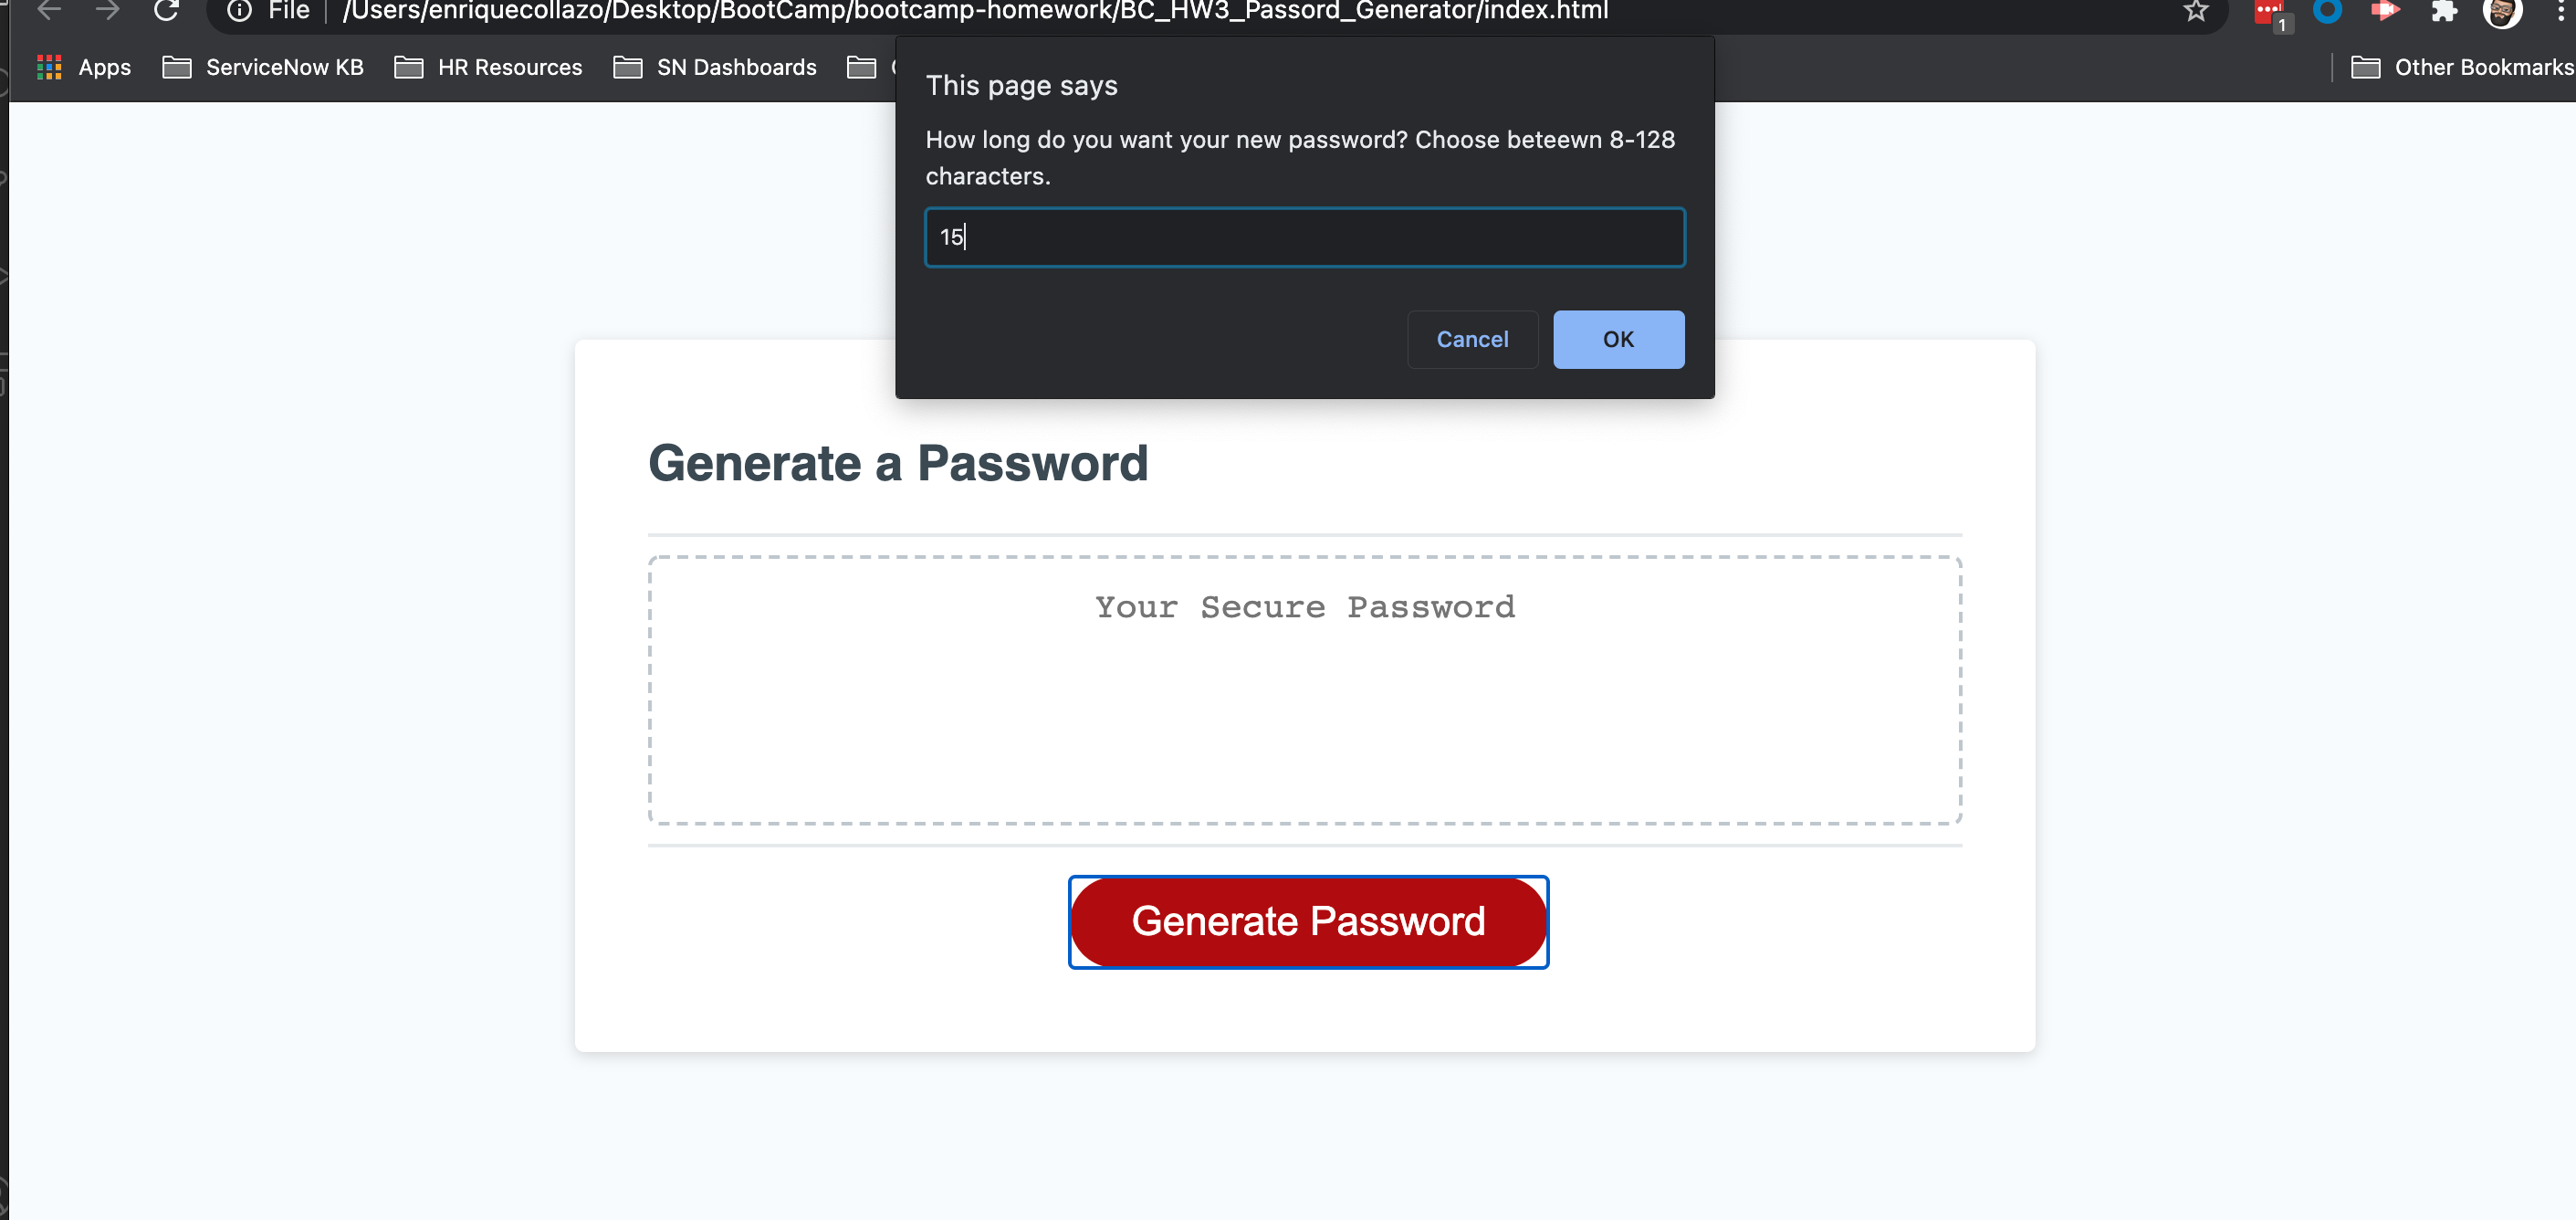 File /Users/enriquecollazo/Desktop/BootCamp/bootcamp-homework/BC_HW3_Passord_Generator/index.html
1
Apps ServiceNow KB HR Resources SN Dashboards Other Bookmarks
This page says
How long do you want your new password? Choose beteewn 8-128
characters.
15
Cancel OK
Generate a Password
Your Secure Password
Generate Password